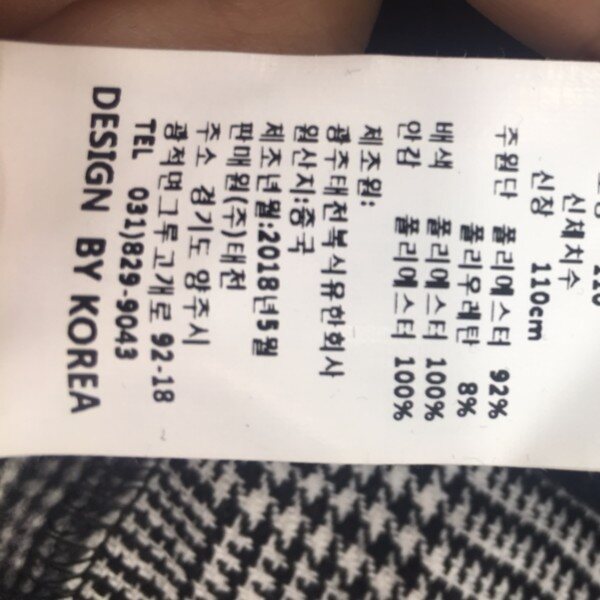 110
신체치수
신장 110cm
주원단 폴리에스터 92%
폴리우레탄 8%
배색 폴리에스터 100%
안감 폴리에스터 100%
제조원:
광주태전복식유한회사
원산지:중국
제조년월:2018년5월
판매원(주)태전
주소 경기도 양주시
광적면그루고개로 92-18
TEL 031)829-9043
DESIGN BY KOREA